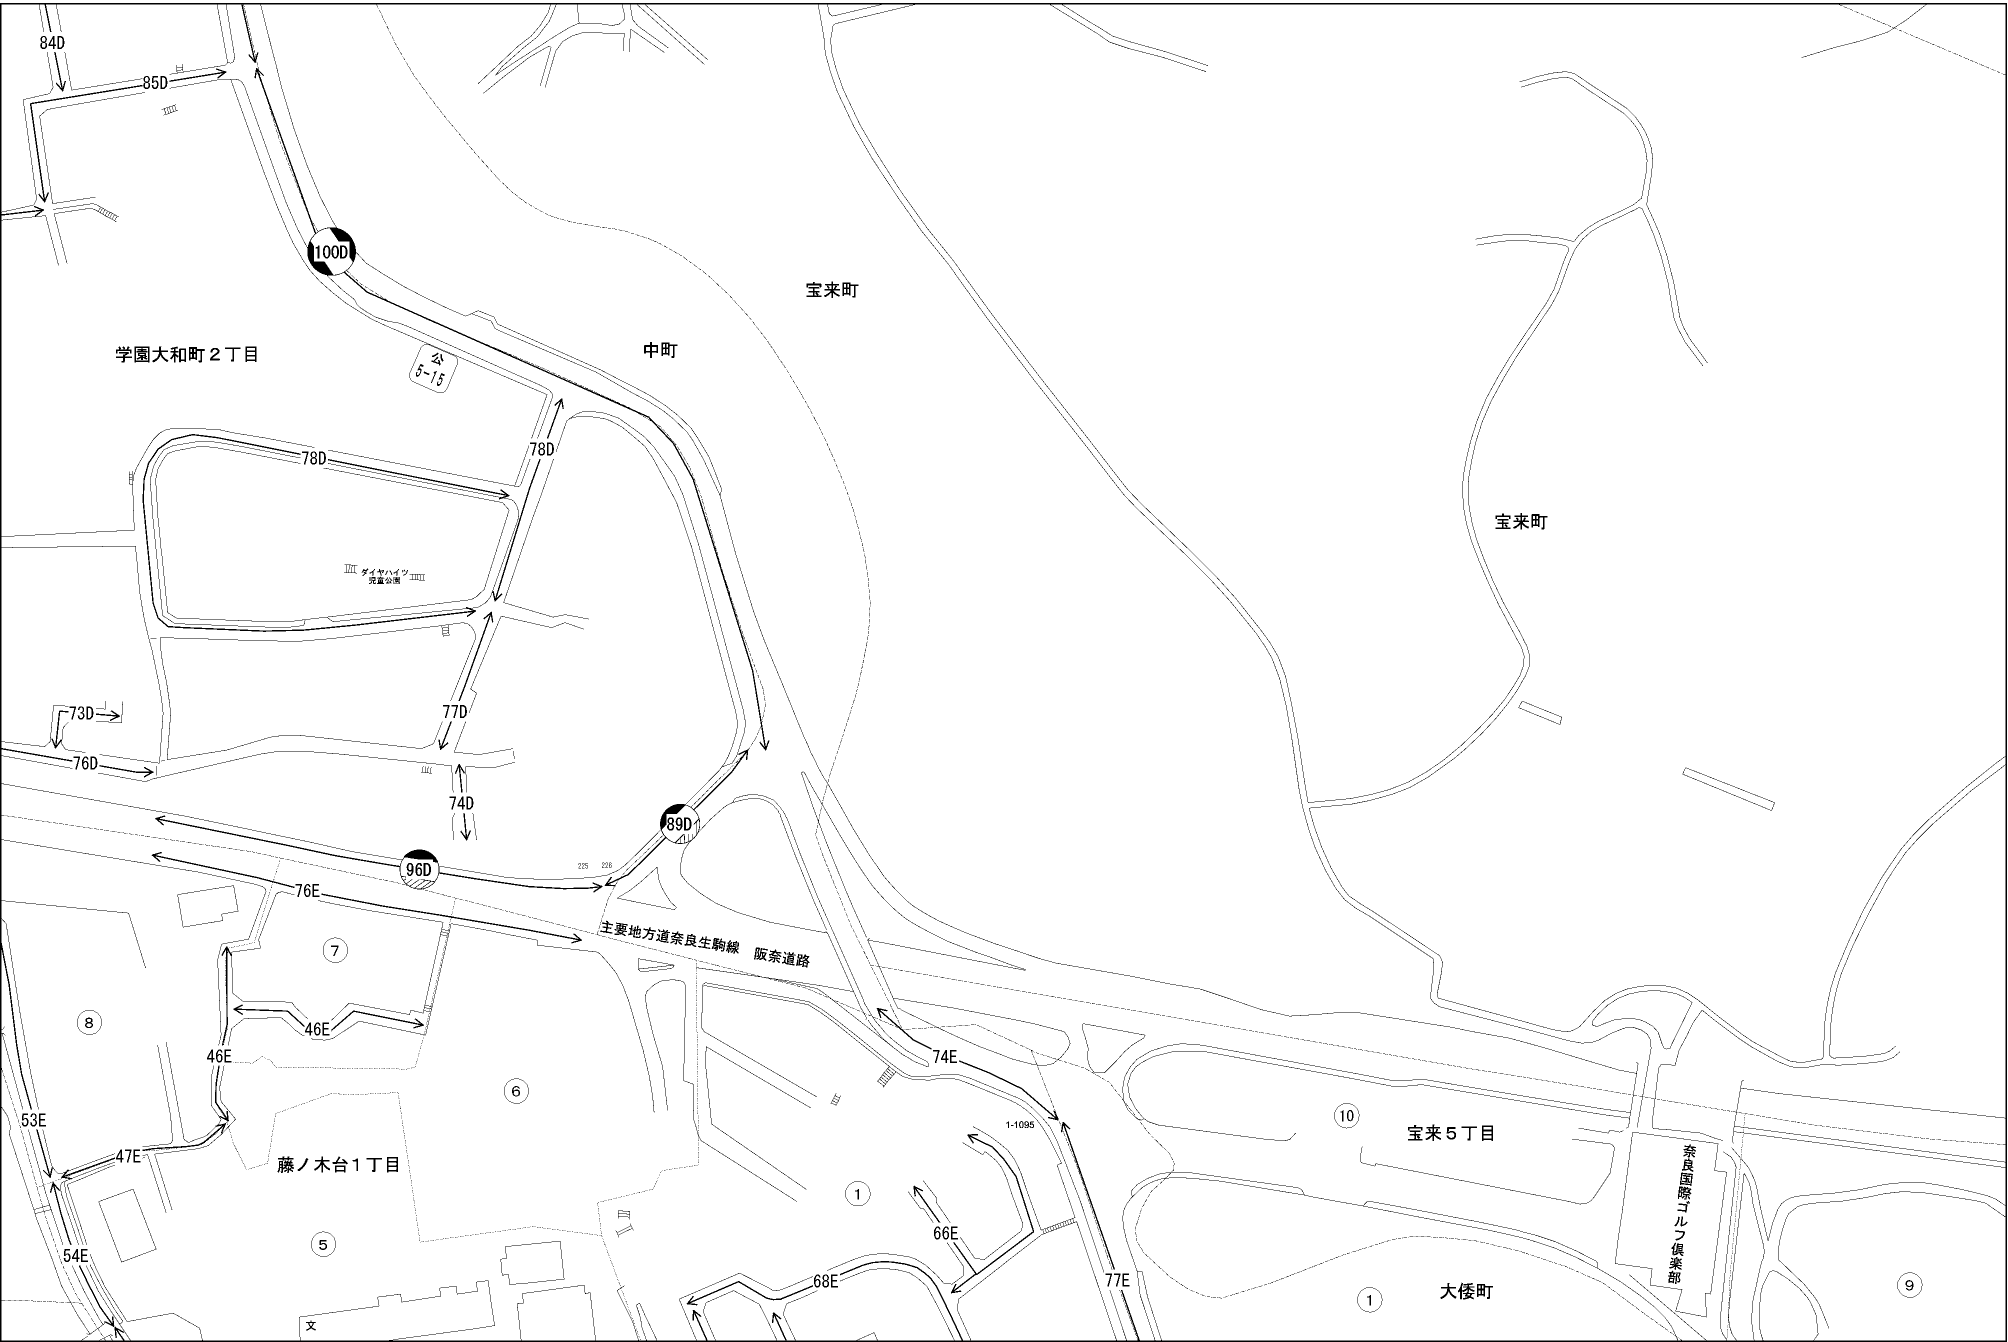 84D
85D
100D
宝来町
中町
学園大和町2丁目
公
5-15
78D
78D
宝来町
ダイヤハイツ
児童公園
73D
77D
76D
74D
89D
96D
225
226
76E
主要地方道奈良生駒線 阪奈道路
7
8
46E
46E
74E
6
10
53E
1-1095
宝来5丁目
47E
藤ノ木台1丁目
奈良国際ゴルフ倶楽部
1
66E
5
54E
68E
77E
大倭町
1
9
文